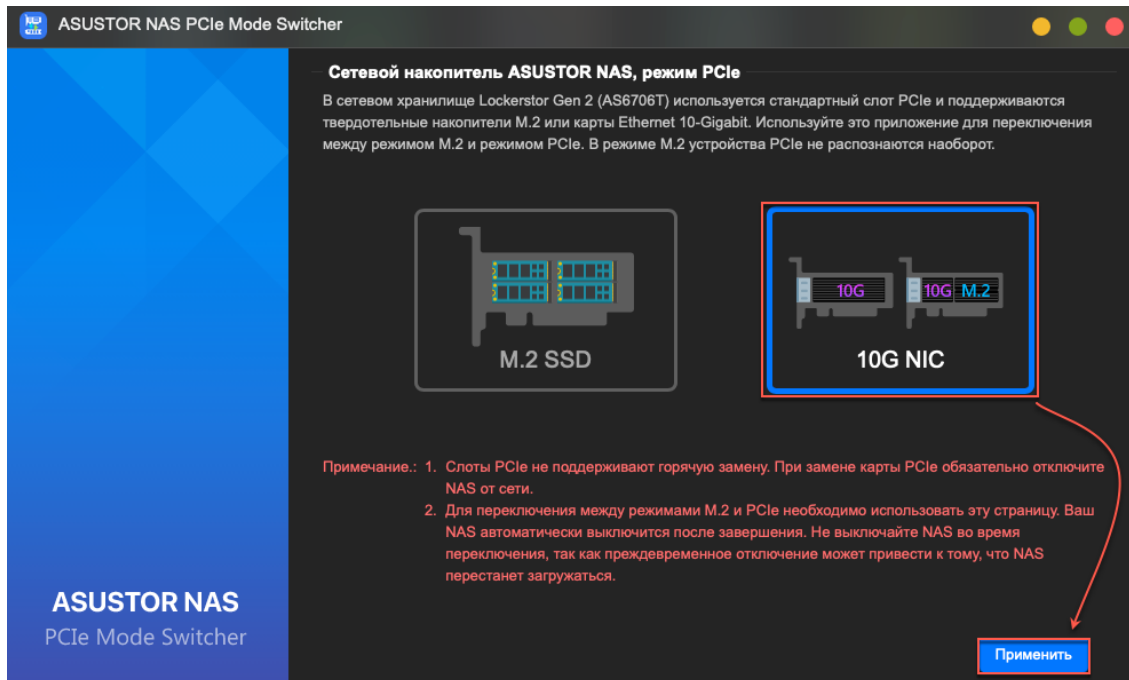 ASUSTOR NAS PCIe Mode Switcher
Сетевой накопитель ASUSTOR NAS, режим PCIe
В сетевом хранилище Lockerstor Gen 2 (AS6706T) используется стандартный слот PCIe и поддерживаются
твердотельные накопители M.2 или карты Ethernet 10-Gigabit. Используйте это приложение для переключения
между режимом M.2 и режимом PCIe. В режиме M.2 устройства PCIe не распознаются наоборот.
10G 10G M.2
M.2 SSD 10G NIC
Примечание.: 1. Слоты PCIe не поддерживают горячую замену. При замене карты PCIe обязательно отключите
NAS от сети.
2. Для переключения между режимами M.2 и PCIe необходимо использовать эту страницу. Ваш
NAS автоматически выключится после завершения. Не выключайте NAS во время
переключения, так как преждевременное отключение может привести к тому, что NAS
перестанет загружаться.
ASUSTOR NAS
PCIe Mode Switcher
Применить